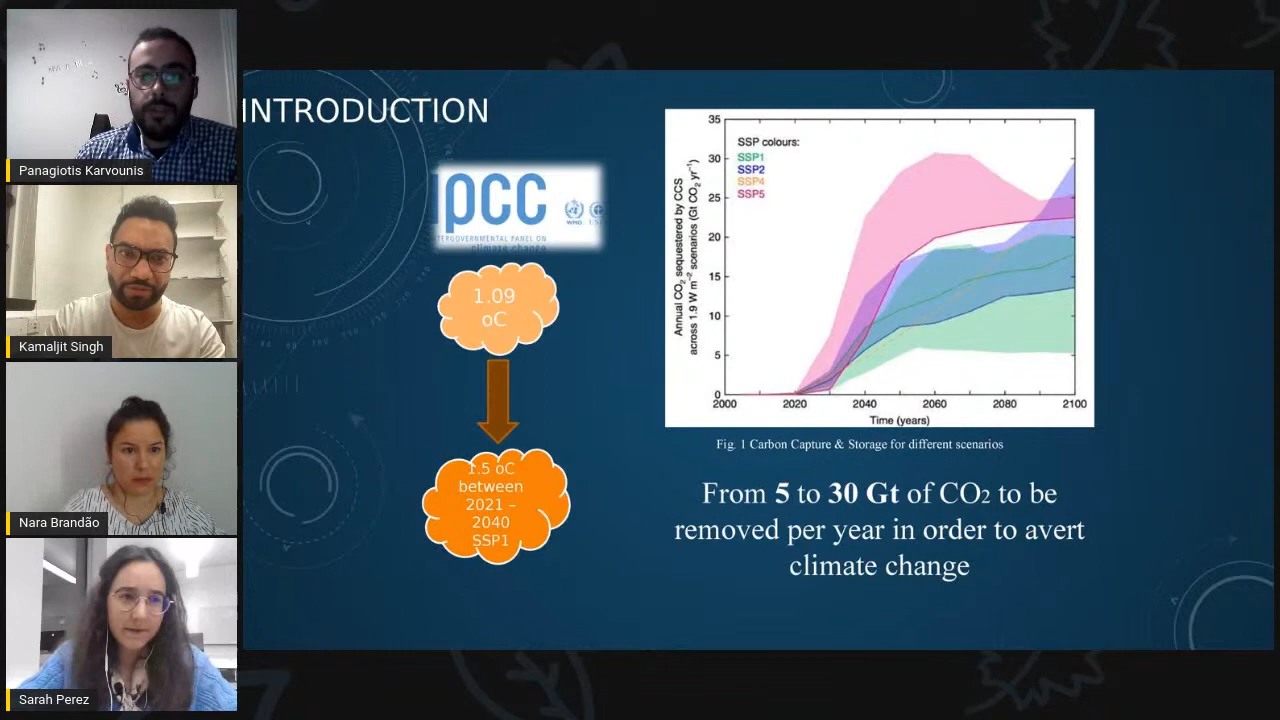 Panagiotis Karvounis
Kamaljit Singh
Nara Brandão
Sarah Perez
INTRODUCTION
ipcc
WMO
INTERGOVERNMENTAL PANEL ON
climate change
1.09
oC
1.5 oC
between
2021 –
2040
SSP1
Annual CO2 sequestered by CCS
across 1.9 W m−2 scenarios (Gt CO2 yr−1)
35
30
25
20
15
10
5
0
SSP colours:
SSP1
SSP2
SSP4
SSP5
2000 2020 2040 2060 2080 2100
Time (years)
Fig. 1 Carbon Capture & Storage for different scenarios
From 5 to 30 Gt of CO2 to be
removed per year in order to avert
climate change